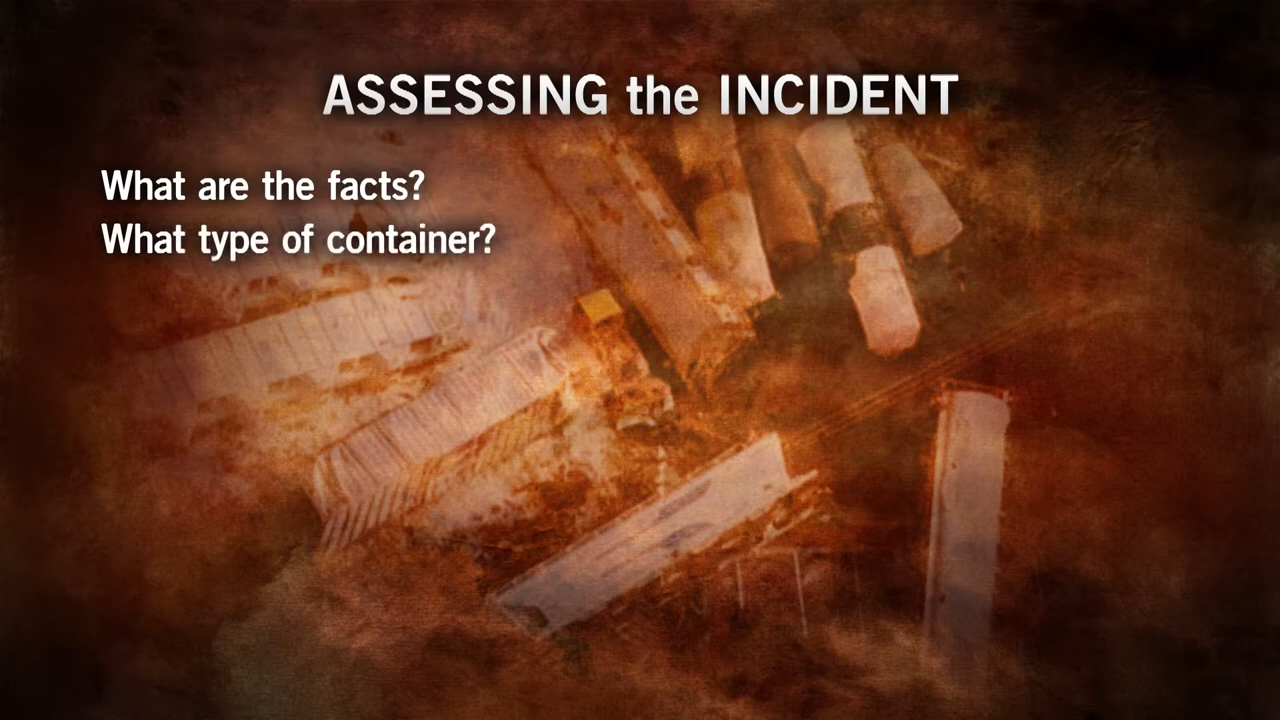 ASSESSING the INCIDENT
What are the facts?
What type of container?